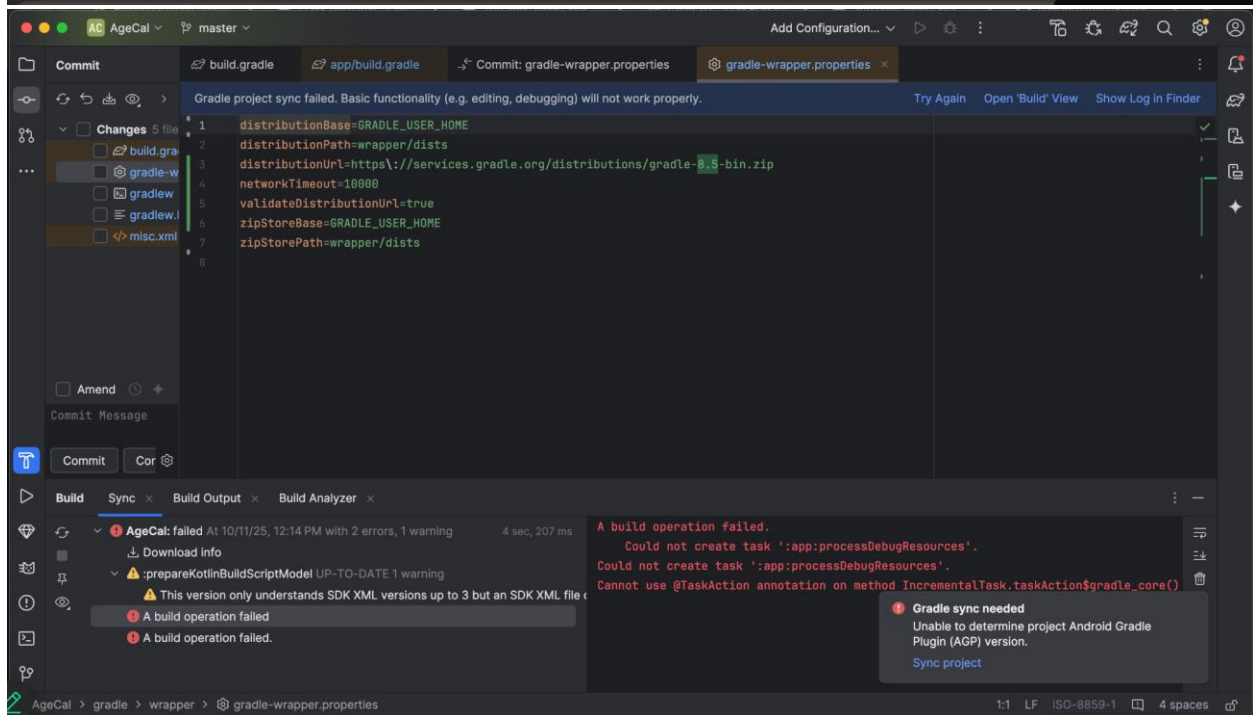 AC AgeCal master Add Configuration...
Commit build.gradle app/build.gradle Commit: gradle-wrapper.properties gradle-wrapper.properties
Gradle project sync failed. Basic functionality (e.g. editing, debugging) will not work properly. Try Again Open 'Build' View Show Log in Finder
Changes 5 file
build.gra
gradle-w
gradlew
gradlew.
misc.xml
1 distributionBase=GRADLE_USER_HOME
2 distributionPath=wrapper/dists
3 distributionUrl=https\://services.gradle.org/distributions/gradle-8.5-bin.zip
4 networkTimeout=10000
5 validateDistributionUrl=true
6 zipStoreBase=GRADLE_USER_HOME
7 zipStorePath=wrapper/dists
8
Amend
Commit Message
Commit Cor
Build Sync Build Output Build Analyzer
AgeCal: failed At 10/11/25, 12:14 PM with 2 errors, 1 warning 4 sec, 207 ms
Download info
:prepareKotlinBuildScriptModel UP-TO-DATE 1 warning
This version only understands SDK XML versions up to 3 but an SDK XML file
A build operation failed
A build operation failed.
A build operation failed.
Could not create task ':app:processDebugResources'.
Could not create task ':app:processDebugResources'.
Cannot use @TaskAction annotation on method IncrementalTask.taskAction$gradle_core()
Gradle sync needed
Unable to determine project Android Gradle
Plugin (AGP) version.
Sync project
AgeCal > gradle > wrapper > gradle-wrapper.properties 1:1 LF ISO-8859-1 4 spaces